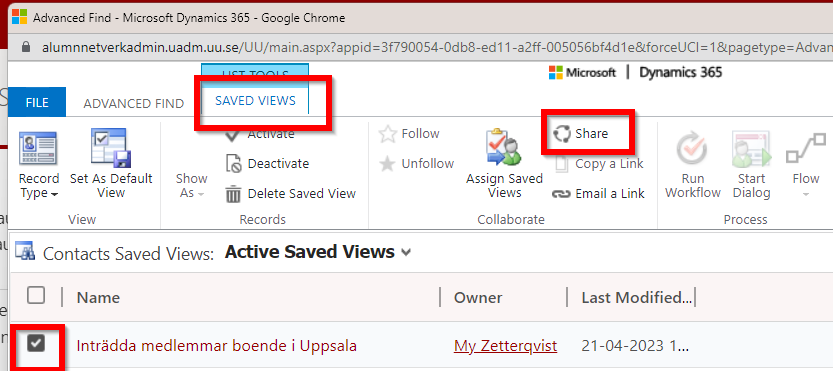 Advanced Find - Microsoft Dynamics 365 - Google Chrome
alumnnetverkadmin.uadm.uu.se/UU/main.aspx?appid=3f790054-0db8-ed11-a2ff-005056bf4d1e&forceUCI=1&pagetype=Advan
LIST TOOLS
Microsoft | Dynamics 365
FILE ADVANCED FIND SAVED VIEWS
Record Type
Set As Default View
View
Show As
Activate
Deactivate
Delete Saved View
Records
Follow
Unfollow
Assign Saved Views
Share
Copy a Link
Email a Link
Collaborate
Run Workflow
Start Dialog
Flow
Process
Contacts Saved Views: Active Saved Views
Name Owner Last Modified...
Inträdda medlemmar boende i Uppsala My Zetterqvist 21-04-2023 1...